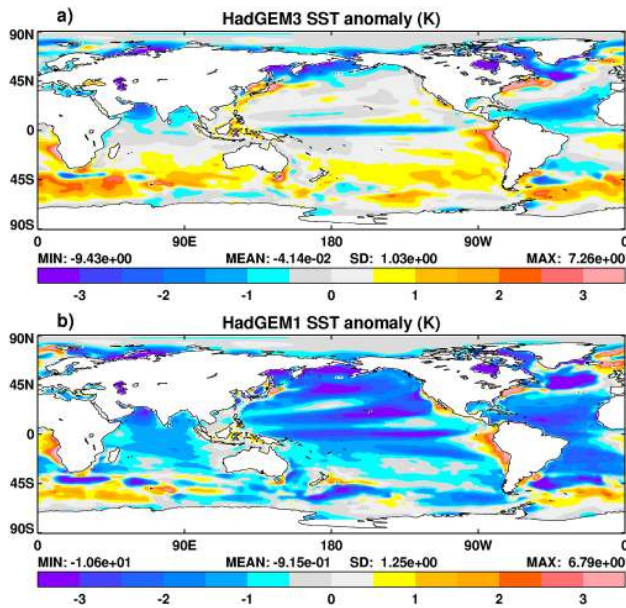 a) HadGEM3 SST anomaly (K)
90N
45N
0
45S
90S
0 90E 180 90W 0
MIN: -9.43e+00 MEAN: -4.14e-02 SD: 1.03e+00 MAX: 7.26e+00
-3 -2 -1 0 1 2 3
b) HadGEM1 SST anomaly (K)
90N
45N
0
45S
90S
0 90E 180 90W 0
MIN: -1.06e+01 MEAN: -9.15e-01 SD: 1.25e+00 MAX: 6.79e+00
-3 -2 -1 0 1 2 3